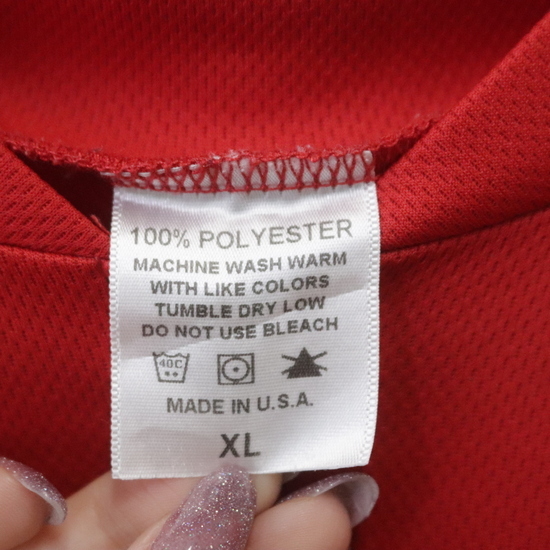 100% POLYESTER
MACHINE WASH WARM
WITH LIKE COLORS
TUMBLE DRY LOW
DO NOT USE BLEACH
40C
MADE IN U.S.A.
XL